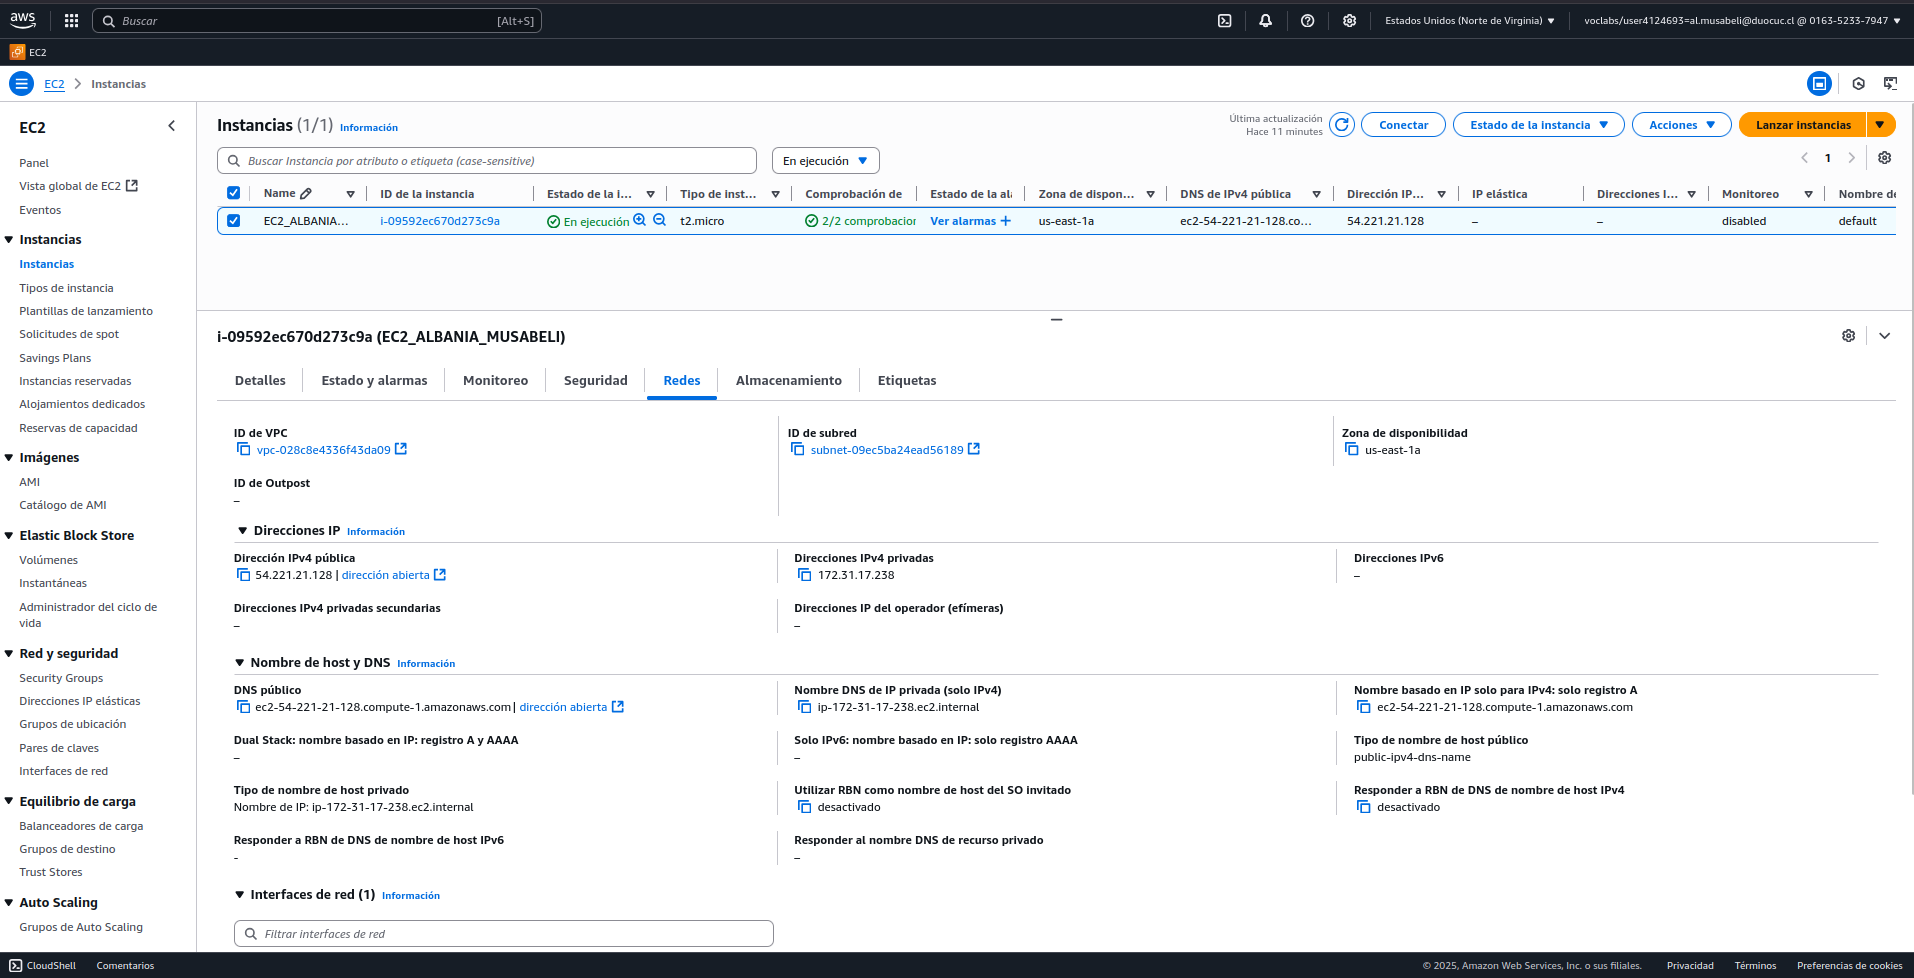 aws
Buscar [Alt+S] Estados Unidos (Norte de Virginia) voclabs/user4124693=al.musabeli@duocuc.cl @ 0163-5233-7947
EC2
EC2 > Instancias
EC2
Panel
Vista global de EC2
Eventos
Instancias
Instancias
Tipos de instancia
Plantillas de lanzamiento
Solicitudes de spot
Savings Plans
Instancias reservadas
Alojamientos dedicados
Reservas de capacidad
Imágenes
AMI
Catálogo de AMI
Elastic Block Store
Volúmenes
Instantáneas
Administrador del ciclo de
vida
Red y seguridad
Security Groups
Direcciones IP elásticas
Grupos de ubicación
Pares de claves
Interfaces de red
Equilibrio de carga
Balanceadores de carga
Grupos de destino
Trust Stores
Auto Scaling
Grupos de Auto Scaling
Instancias (1/1) Información
Última actualización
Hace 11 minutes
Conectar Estado de la instancia Acciones Lanzar instancias
Buscar Instancia por atributo o etiqueta (case-sensitive) En ejecución 1
Name ID de la instancia Estado de la i... Tipo de inst... Comprobación de Estado de la al Zona de dispon... DNS de IPv4 pública Dirección IP... IP elástica Direcciones I... Monitoreo Nombre de
EC2_ALBANIA... i-09592ec670d273c9a En ejecución t2.micro 2/2 comprobacior Ver alarmas + us-east-1a ec2-54-221-21-128.co... 54.221.21.128 – – disabled default
i-09592ec670d273c9a (EC2_ALBANIA_MUSABELI)
Detalles Estado y alarmas Monitoreo Seguridad Redes Almacenamiento Etiquetas
ID de VPC ID de subred Zona de disponibilidad
vpc-028c8e4336f43da09 subnet-09ec5ba24ead56189 us-east-1a
ID de Outpost
–
Direcciones IP Información
Dirección IPv4 pública Direcciones IPv4 privadas Direcciones IPv6
54.221.21.128 | dirección abierta 172.31.17.238 –
Direcciones IPv4 privadas secundarias Direcciones IP del operador (efímeras)
– –
Nombre de host y DNS Información
DNS público Nombre DNS de IP privada (solo IPv4) Nombre basado en IP solo para IPv4: solo registro A
ec2-54-221-21-128.compute-1.amazonaws.com | dirección abierta ip-172-31-17-238.ec2.internal ec2-54-221-21-128.compute-1.amazonaws.com
Dual Stack: nombre basado en IP: registro A y AAAA Solo IPv6: nombre basado en IP: solo registro AAAA Tipo de nombre de host público
– – public-ipv4-dns-name
Tipo de nombre de host privado Utilizar RBN como nombre de host del SO invitado Responder a RBN de DNS de nombre de host IPv4
Nombre de IP: ip-172-31-17-238.ec2.internal desactivado desactivado
Responder a RBN de DNS de nombre de host IPv6 Responder al nombre DNS de recurso privado
- –
Interfaces de red (1) Información
Filtrar interfaces de red
CloudShell Comentarios © 2025, Amazon Web Services, Inc. o sus filiales. Privacidad Términos Preferencias de cookies